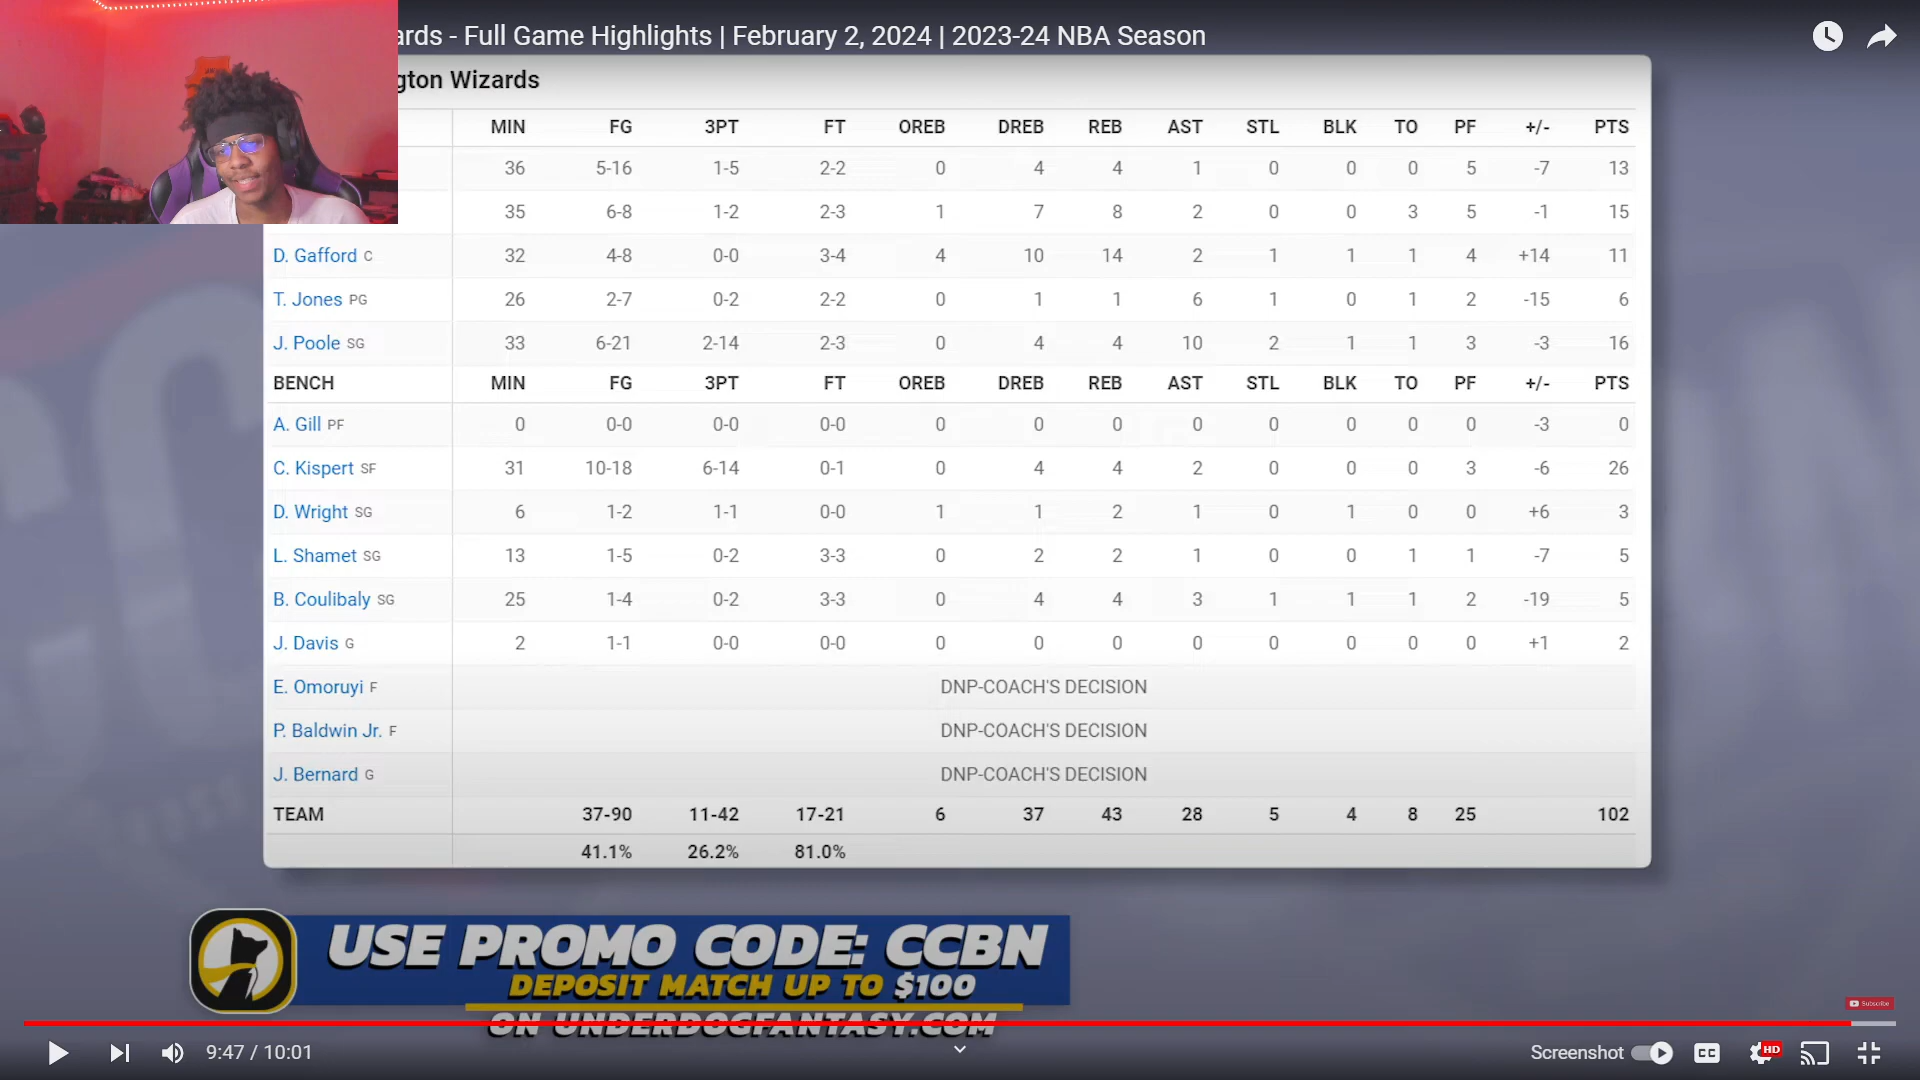 ards - Full Game Highlights | February 2, 2024 | 2023-24 NBA Season
gton Wizards
MIN FG 3PT FT OREB DREB REB AST STL BLK TO PF +/- PTS
36 5-16 1-5 2-2 0 4 4 1 0 0 0 5 -7 13
35 6-8 1-2 2-3 1 7 8 2 0 0 3 5 -1 15
D. Gafford C 32 4-8 0-0 3-4 4 10 14 2 1 1 1 4 +14 11
T. Jones PG 26 2-7 0-2 2-2 0 1 1 6 1 0 1 2 -15 6
J. Poole SG 33 6-21 2-14 2-3 0 4 4 10 2 1 1 3 -3 16
BENCH MIN FG 3PT FT OREB DREB REB AST STL BLK TO PF +/- PTS
A. Gill PF 0 0-0 0-0 0-0 0 0 0 0 0 0 0 0 -3 0
C. Kispert SF 31 10-18 6-14 0-1 0 4 4 2 0 0 0 3 -6 26
D. Wright SG 6 1-2 1-1 0-0 1 1 2 1 0 1 0 0 +6 3
L. Shamet SG 13 1-5 0-2 3-3 0 2 2 1 0 0 1 1 -7 5
B. Coulibaly SG 25 1-4 0-2 3-3 0 4 4 3 1 1 1 2 -19 5
J. Davis G 2 1-1 0-0 0-0 0 0 0 0 0 0 0 0 +1 2
E. Omoruyi F DNP-COACH'S DECISION
P. Baldwin Jr. F DNP-COACH'S DECISION
J. Bernard G DNP-COACH'S DECISION
TEAM 37-90 11-42 17-21 6 37 43 28 5 4 8 25 102
41.1% 26.2% 81.0%
USE PROMO CODE: CCBN
DEPOSIT MATCH UP TO $100
ON UNDERDOGFANTASY.COM
Subscribe
9:47 / 10:01
Screenshot
CC
HD